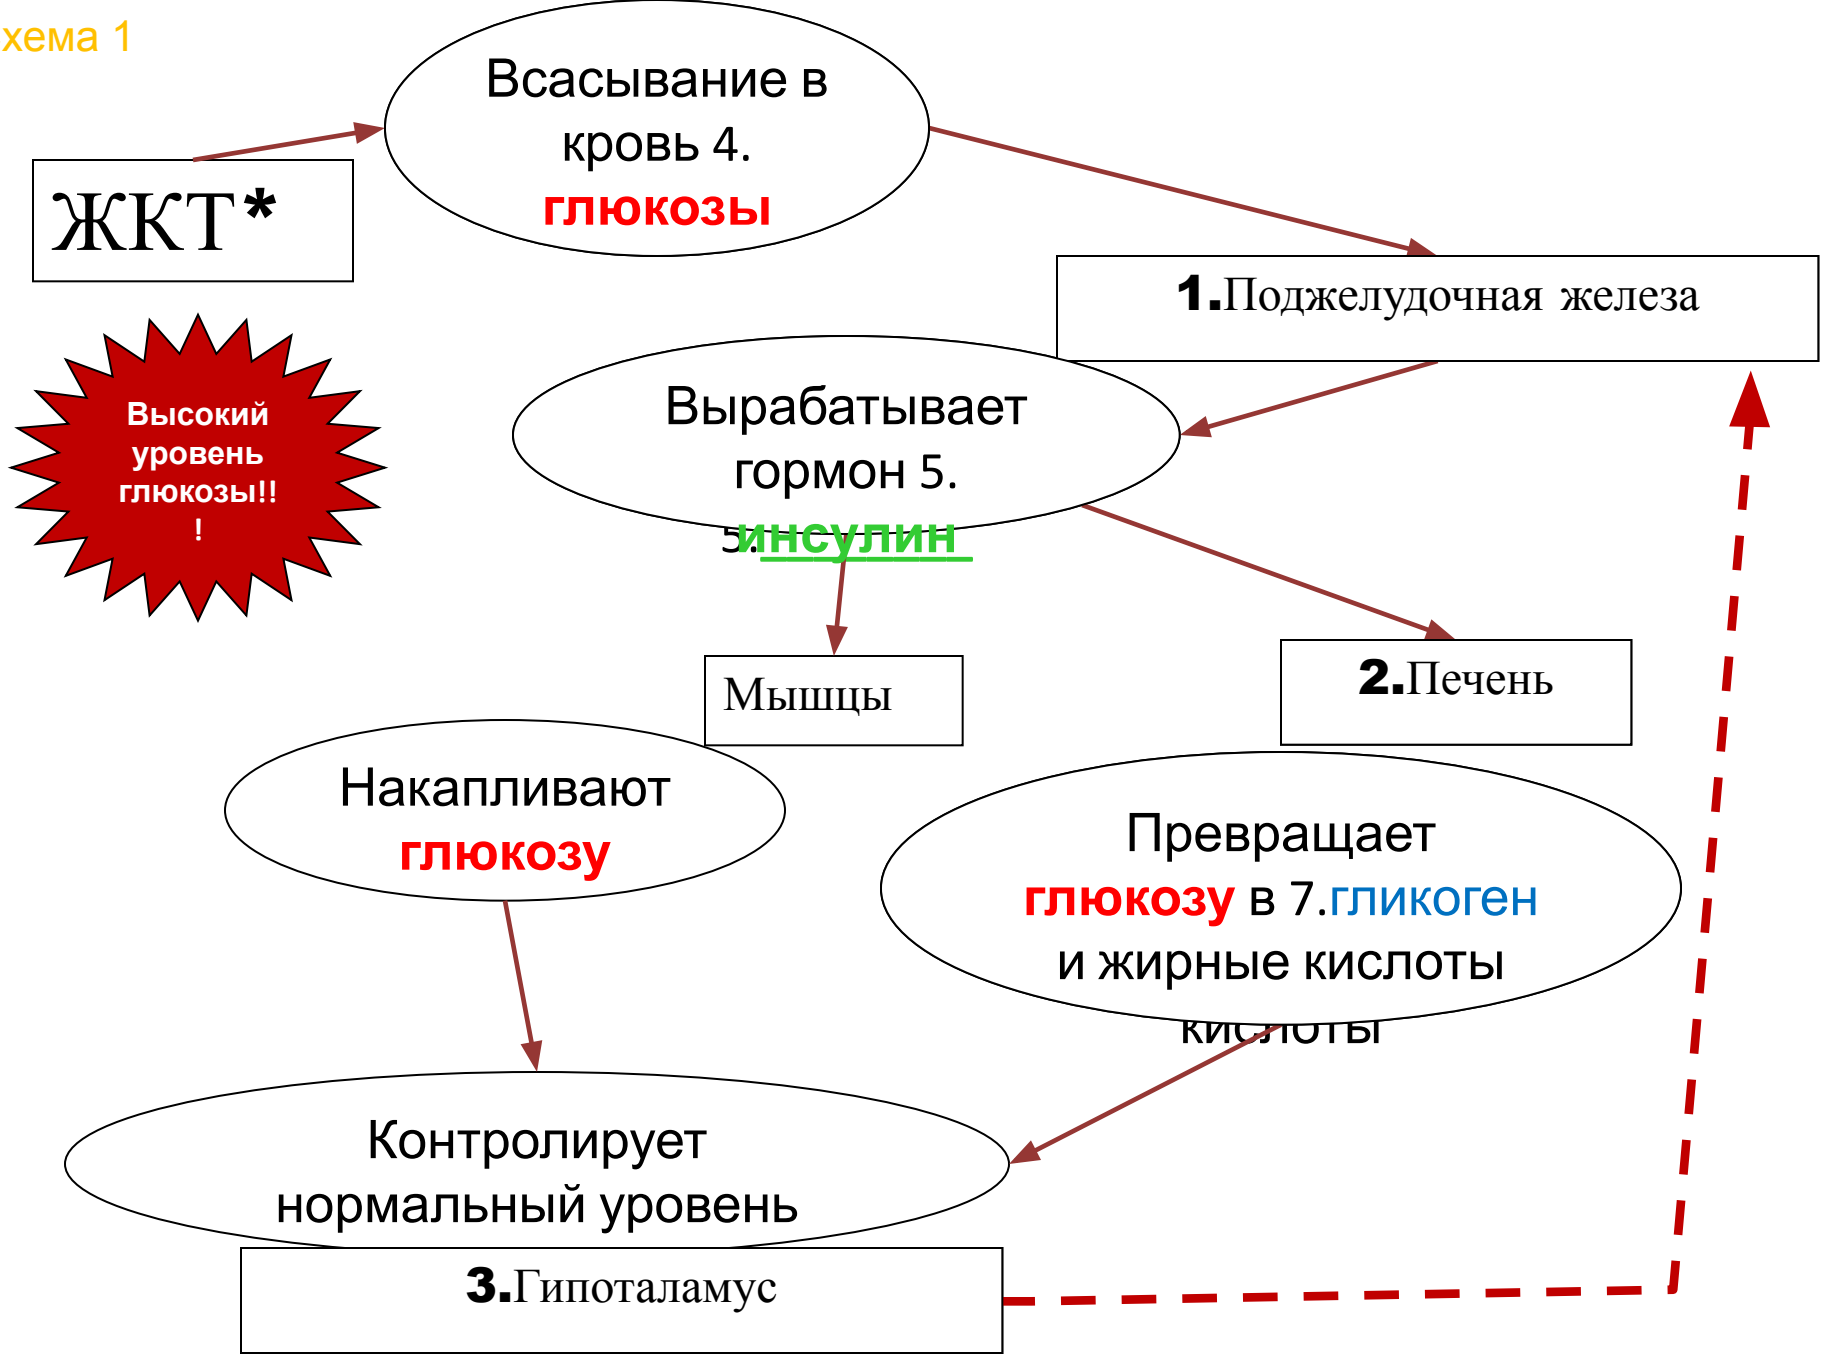 хема 1
Всасывание в
кровь 4.
глюкозы
ЖКТ*
1.Поджелудочная железа
Высокий
уровень
глюкозы!!
!
Вырабатывает
гормон 5.
5.инсулин
Мышцы
2.Печень
Накапливают
глюкозу
Превращает
глюкозу в 7.гликоген
и жирные кислоты
кислоты
Контролирует
нормальный уровень
3.Гипоталамус